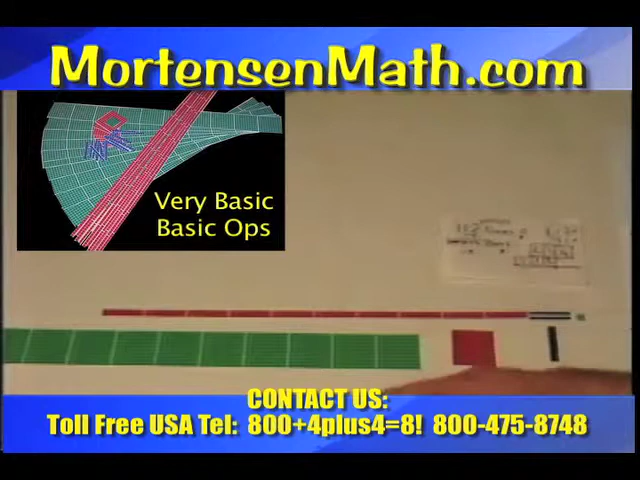 MortensenMath.com
Very Basic
Basic Ops
CONTACT US:
Toll Free USA Tel: 800+4plus4=8! 800-475-8748